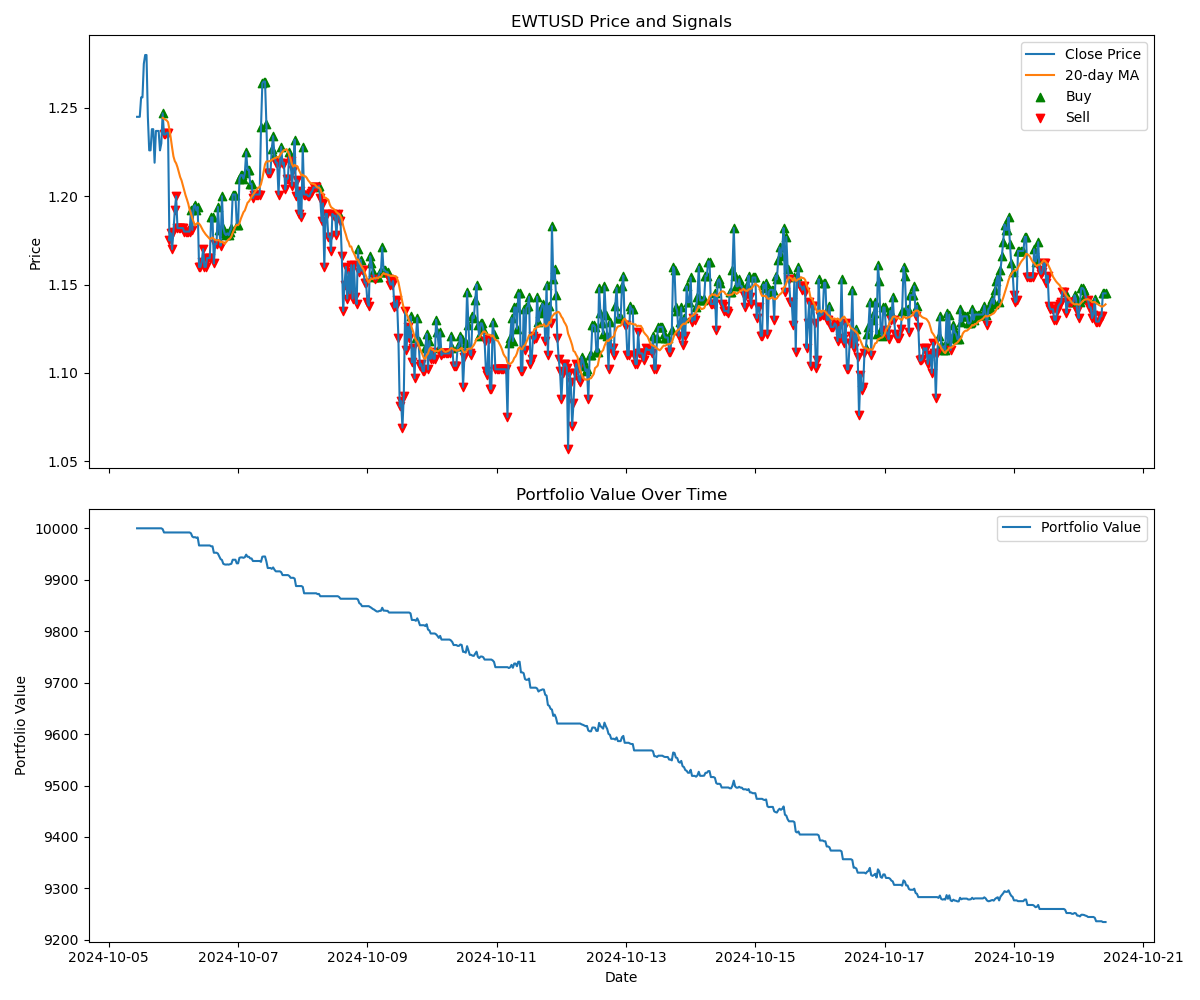 EWTUSD Price and Signals
Price
1.25
1.20
1.15
1.10
1.05
Close Price
20-day MA
Buy
Sell
Portfolio Value Over Time
Portfolio Value
10000
9900
9800
9700
9600
9500
9400
9300
9200
Portfolio Value
2024-10-05 2024-10-07 2024-10-09 2024-10-11 2024-10-13 2024-10-15 2024-10-17 2024-10-19 2024-10-21
Date